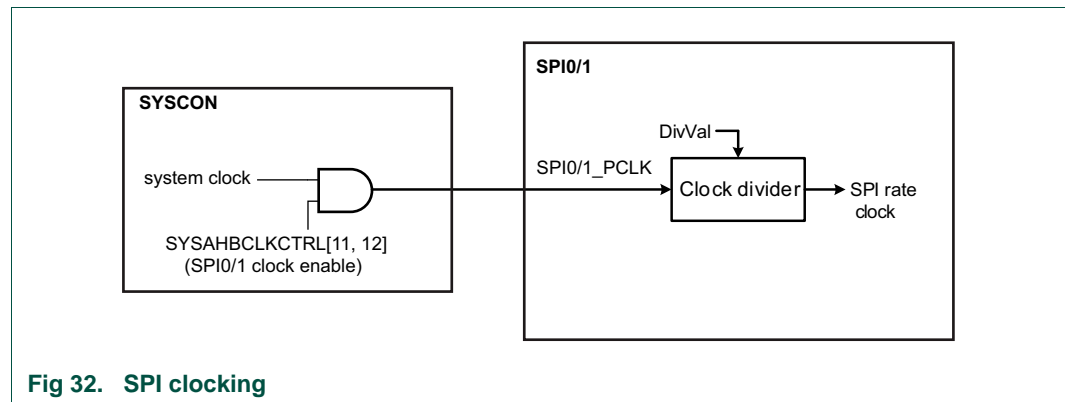 SYSCON
system clock
SYSAHBCLKCTRL[11, 12]
(SPI0/1 clock enable)
SPI0/1
DivVal
SPI0/1_PCLK
Clock divider
SPI rate
clock
Fig 32. SPI clocking